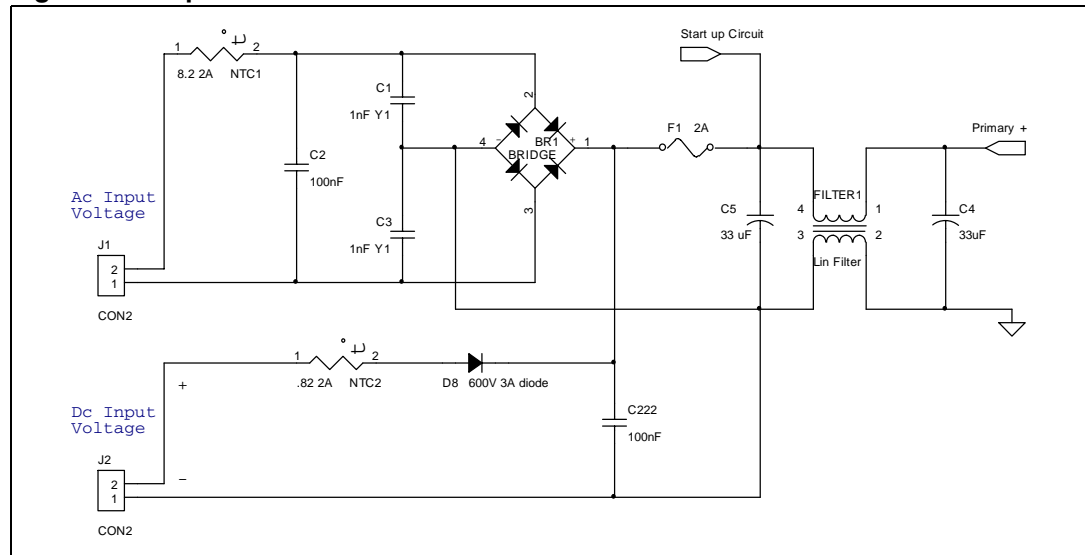 Start up Circuit
1
2
8.2 2A
NTC1
C1
1nF Y1
2
F1
2A
Primary +
4
BR1
1
BRIDGE
C2
100nF
3
Ac Input
Voltage
C3
1nF Y1
C5
33 uF
FILTER1
4
1
3
2
Lin Filter
C4
33uF
J1
2
1
CON2
1
2
.82 2A
NTC2
D8
600V 3A diode
+
Dc Input
Voltage
C222
100nF
J2
2
1
−
CON2